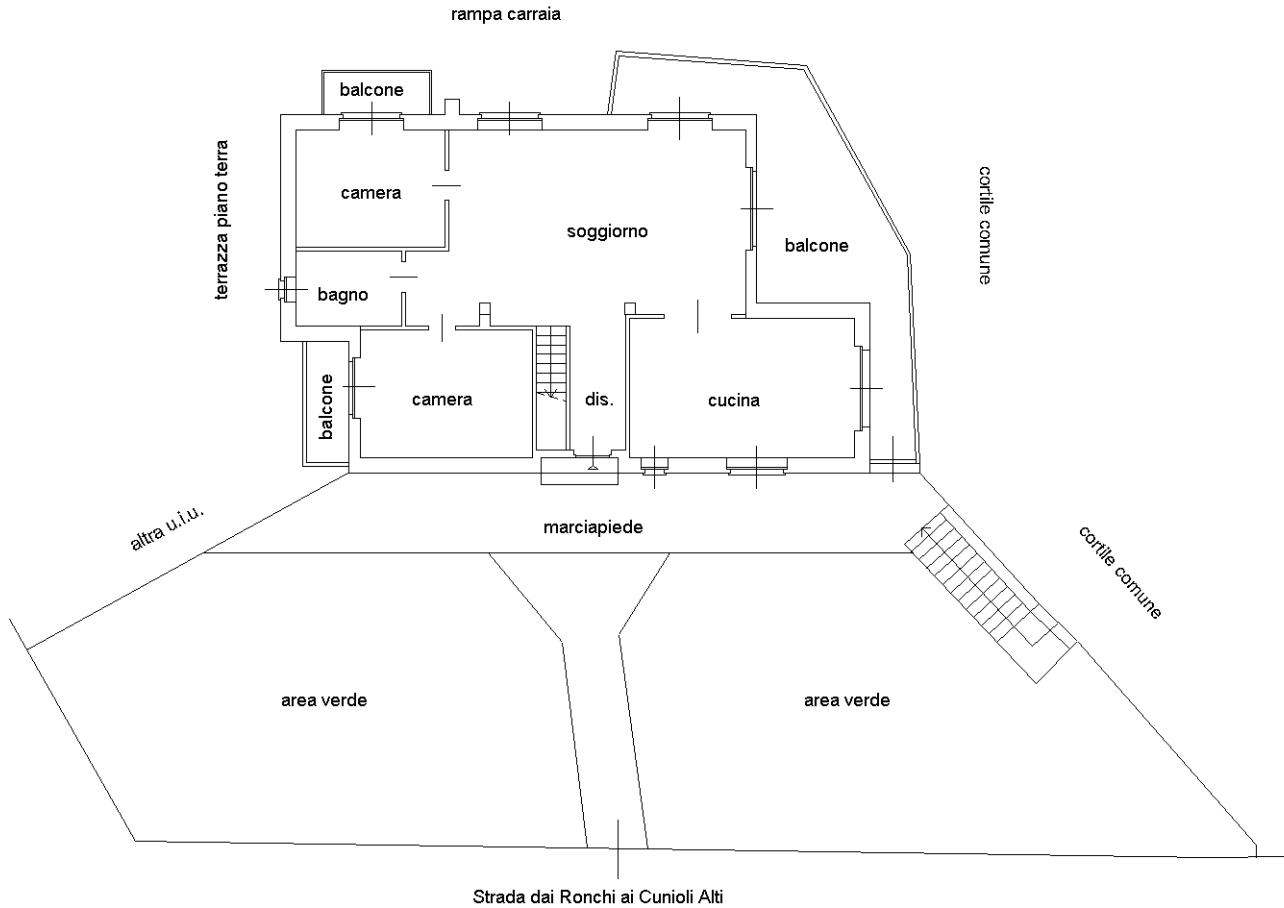 rampa carraia
balcone
terrazza piano terra
camera
soggiorno
cortile comune
balcone
bagno
balcone
camera
dis.
cucina
altra u.i.u.
marciapiede
cortile comune
area verde
area verde
Strada dai Ronchi ai Cunioli Alti